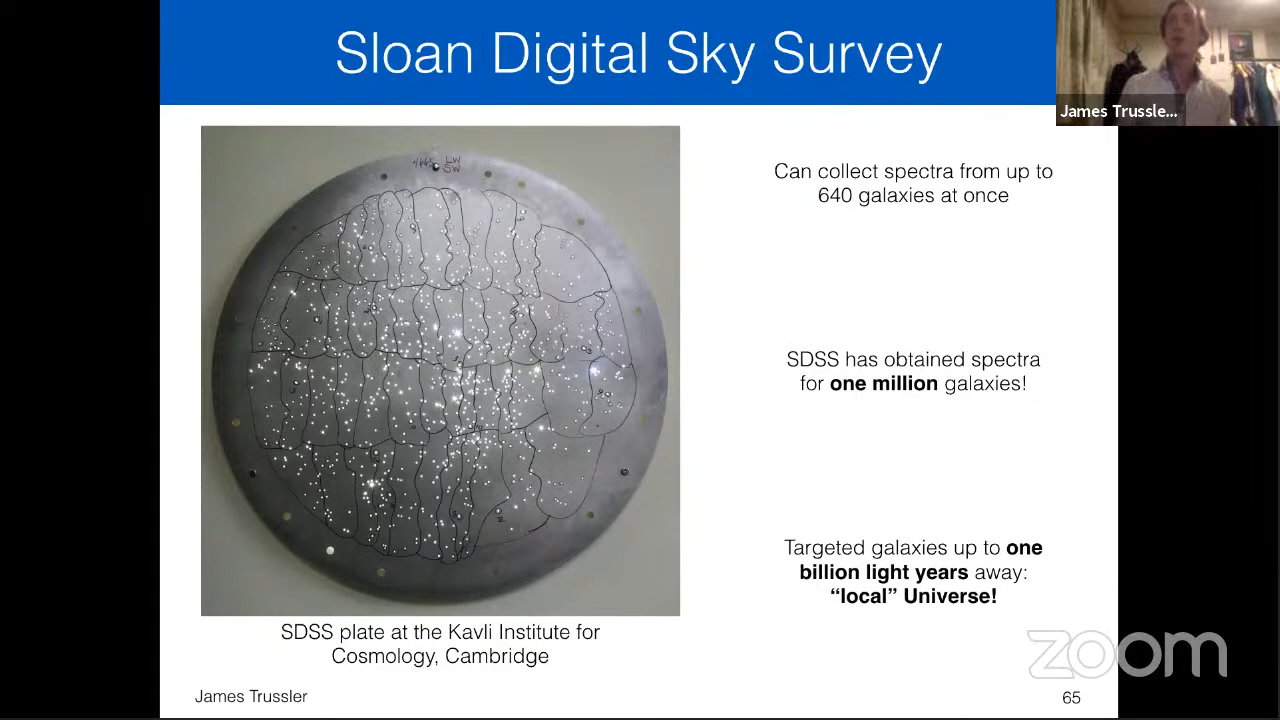 Sloan Digital Sky Survey
James Trussle...
Can collect spectra from up to
640 galaxies at once
SDSS has obtained spectra
for one million galaxies!
Targeted galaxies up to one
billion light years away:
“local” Universe!
SDSS plate at the Kavli Institute for
Cosmology, Cambridge
zoom
James Trussler
65